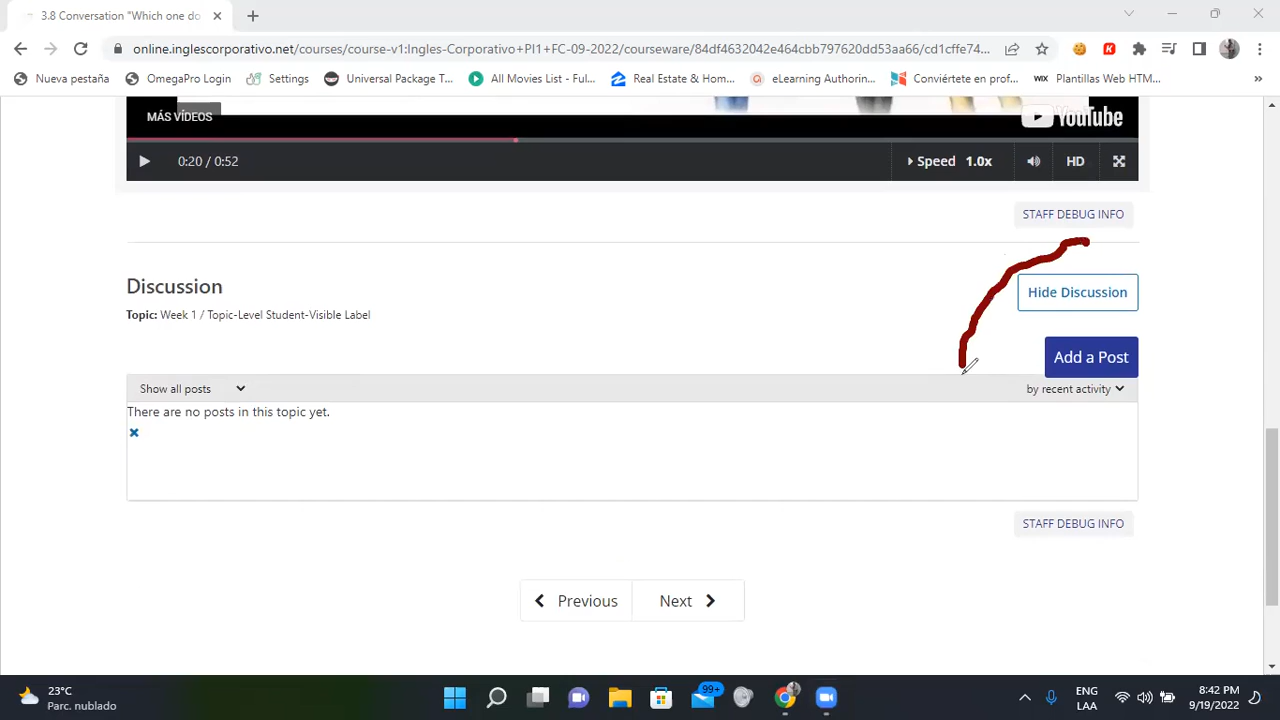 3.8 Conversation "Which one do
online.inglescorporativo.net/courses/course-v1:Ingles-Corporativo+PI1+FC-09-2022/courseware/84df4632042e464cbb797620dd53aa66/cd1cffe74...
Nueva pestaña
OmegaPro Login
Settings
Universal Package T...
All Movies List - Ful...
Real Estate & Hom...
eLearning Authorin...
Conviértete en prof...
WIX Plantillas Web HTM...
»
MÁS VÍDEOS
YouTube
0:20 / 0:52
Speed 1.0x
HD
STAFF DEBUG INFO
Discussion
Hide Discussion
Topic: Week 1 / Topic-Level Student-Visible Label
Add a Post
Show all posts
by recent activity
There are no posts in this topic yet.
STAFF DEBUG INFO
Previous
Next
23°C
Parc. nublado
99+
ENG
LAA
8:42 PM
9/19/2022